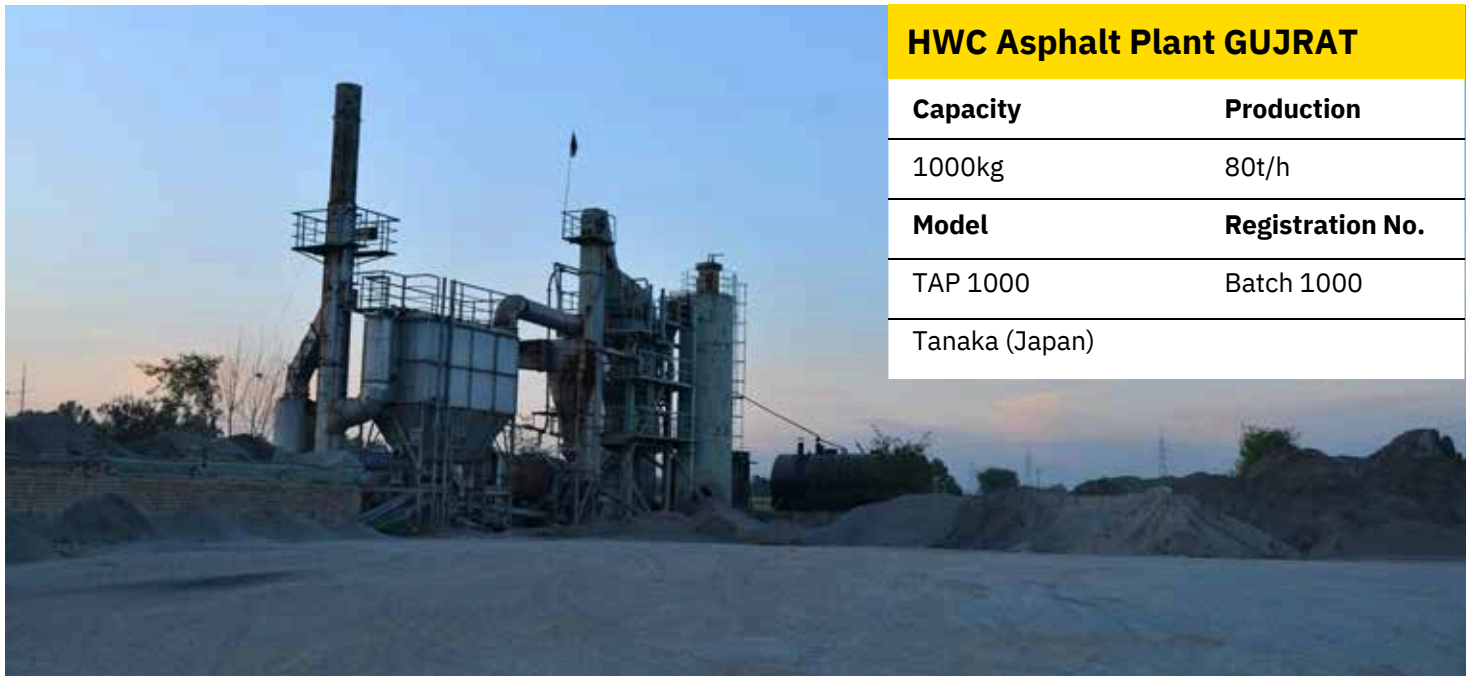 HWC Asphalt Plant GUJRAT
Capacity Production
1000kg 80t/h
Model Registration No.
TAP 1000 Batch 1000
Tanaka (Japan)